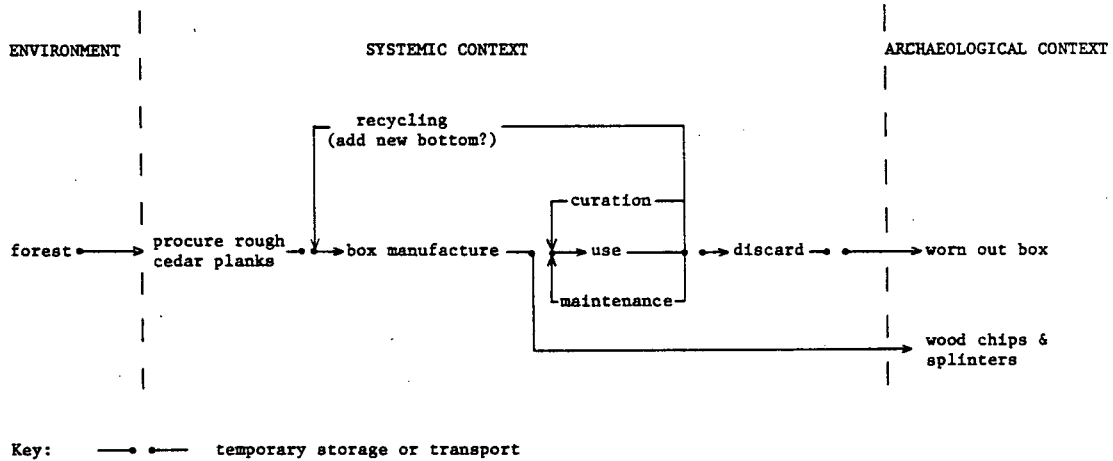 ENVIRONMENT
SYSTEMIC CONTEXT
ARCHAEOLOGICAL CONTEXT
recycling
(add new bottom?)
curation
forest
procure rough
cedar planks
box manufacture
use
discard
worn out box
maintenance
wood chips &
splinters
Key:
temporary storage or transport